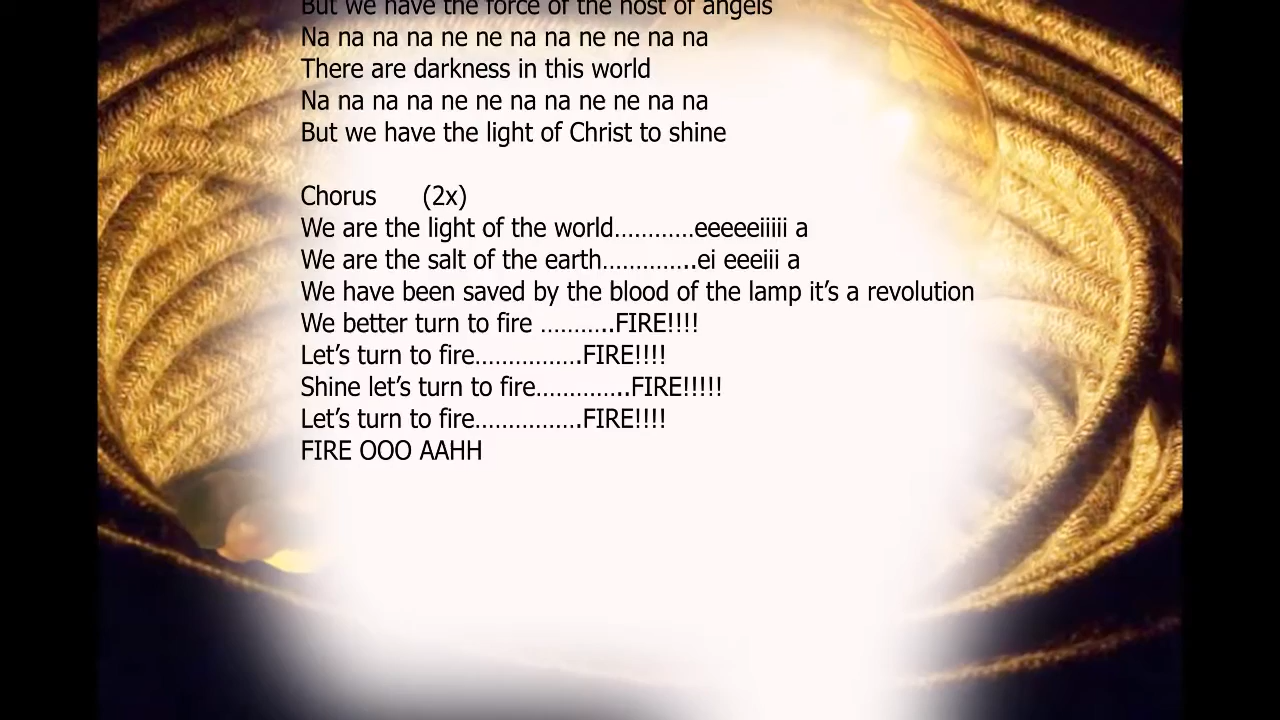 But we have the force of the host of angels
Na na na na ne ne na na ne ne na na
There are darkness in this world
Na na na na ne ne na na ne ne na na
But we have the light of Christ to shine
Chorus (2x)
We are the light of the world…………eeeeeiiiii a
We are the salt of the earth…………..ei eeeiii a
We have been saved by the blood of the lamp it’s a revolution
We better turn to fire ………..FIRE!!!!
Let’s turn to fire…………….FIRE!!!!
Shine let’s turn to fire…………..FIRE!!!!!
Let’s turn to fire…………….FIRE!!!!
FIRE OOO AAHH